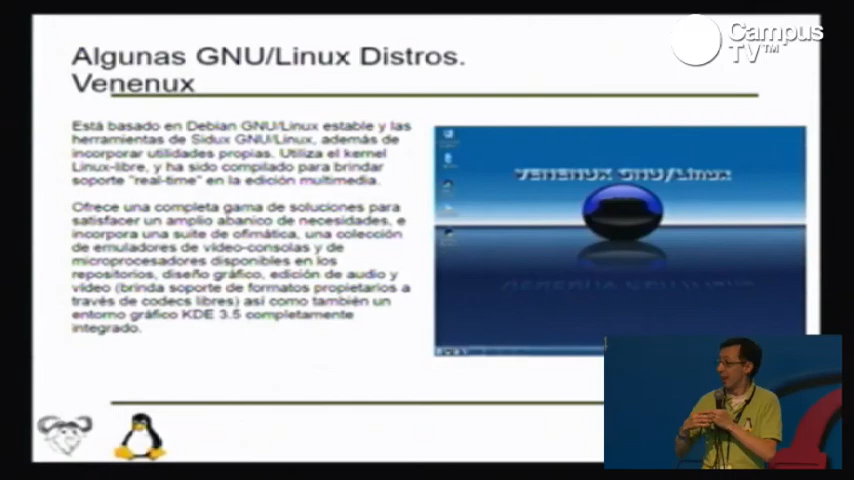 Campus
TV™
Algunas GNU/Linux Distros.
Venenux
Está basado en Debian GNU/Linux estable y las
herramientas de Sidux GNU/Linux, además de
incorporar utilidades propias. Utiliza el kernel
Linux-libre, y ha sido compilado para brindar
soporte "real-time" en la edición multimedia.
Ofrece una completa gama de soluciones para
satisfacer un amplio abanico de necesidades, e
incorpora una suite de ofimática, una colección
de emuladores de vídeo-consolas y de
microprocesadores disponibles en los
repositorios, diseño gráfico, edición de audio y
vídeo (brinda soporte de formatos propietarios a
través de codecs libres) así como también un
entorno gráfico KDE 3.5 completamente
integrado.
VENENUX GNU/Linux